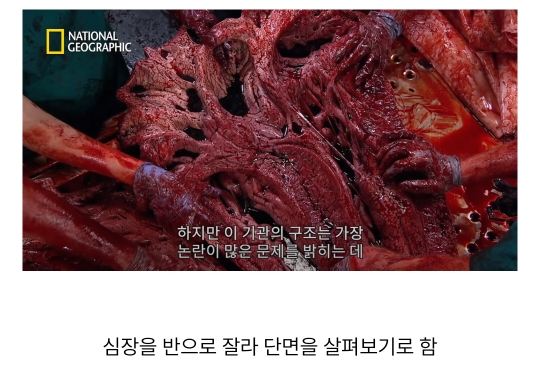 NATIONAL
GEOGRAPHIC
하지만 이 기관의 구조는 가장
논란이 많은 문제를 밝히는 데
심장을 반으로 잘라 단면을 살펴보기로 함